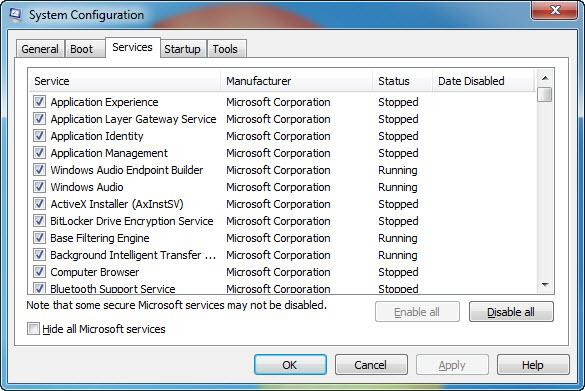 System Configuration
General Boot Services Startup Tools
Service Manufacturer Status Date Disabled
Application Experience Microsoft Corporation Stopped
Application Layer Gateway Service Microsoft Corporation Stopped
Application Identity Microsoft Corporation Stopped
Application Management Microsoft Corporation Stopped
Windows Audio Endpoint Builder Microsoft Corporation Running
Windows Audio Microsoft Corporation Running
ActiveX Installer (AxInstSV) Microsoft Corporation Stopped
BitLocker Drive Encryption Service Microsoft Corporation Stopped
Base Filtering Engine Microsoft Corporation Running
Background Intelligent Transfer ... Microsoft Corporation Running
Computer Browser Microsoft Corporation Stopped
Bluetooth Support Service Microsoft Corporation Stopped
Note that some secure Microsoft services may not be disabled.
Enable all Disable all
Hide all Microsoft services
OK Cancel Apply Help